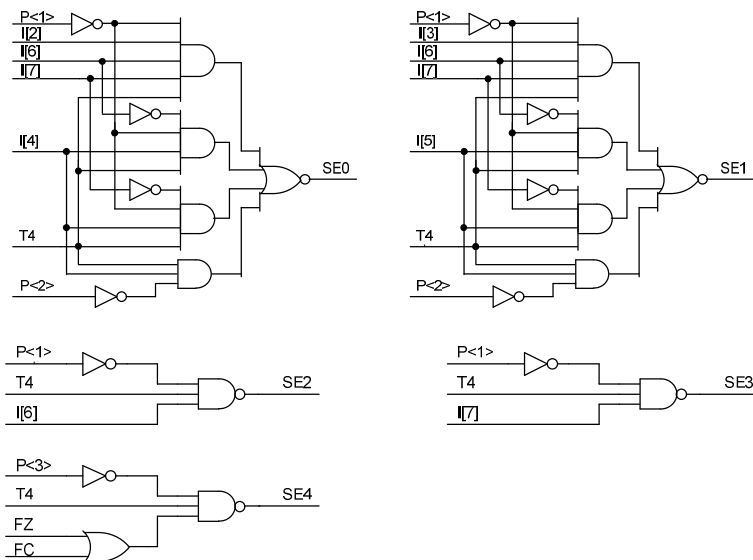 P<1>
I[2]
I[6]
I[7]
I[4]
T4
P<2>
SE0
P<1>
I[3]
I[6]
I[7]
I[5]
T4
P<2>
SE1
P<1>
T4
I[6]
SE2
P<1>
T4
I[7]
SE3
P<3>
T4
FZ
FC
SE4